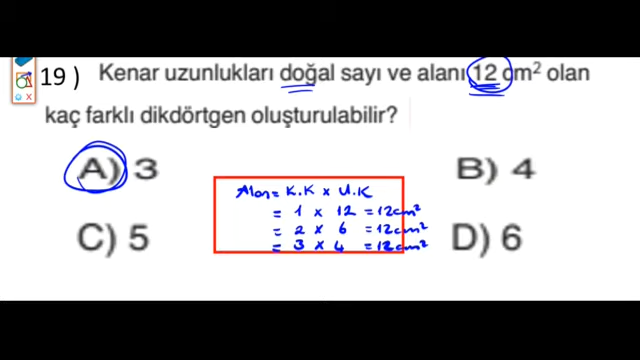 19) Kenar uzunlukları doğal sayı ve alanı 12 cm² olan
kaç farklı dikdörtgen oluşturulabilir?
A) 3
B) 4
Alan = K.K x U.K
= 1 x 12 = 12cm²
= 2 x 6 = 12cm²
= 3 x 4 = 12cm²
C) 5
D) 6